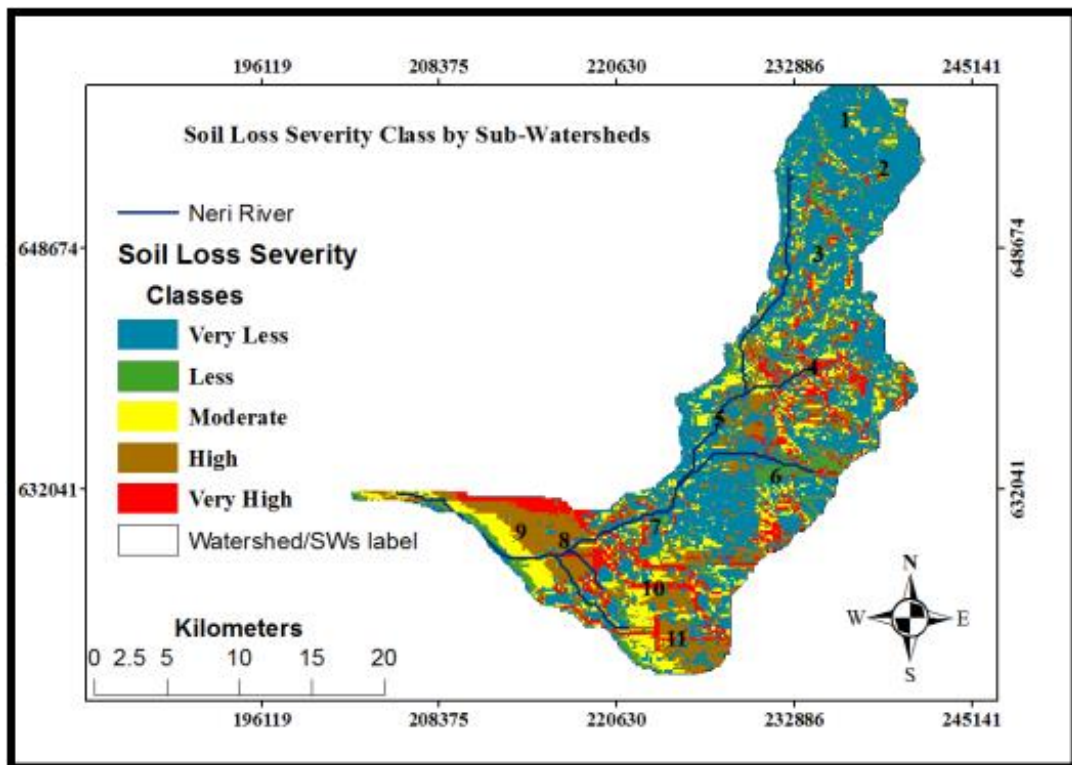 196119 208375 220630 232886 245141
Soil Loss Severity Class by Sub-Watersheds
Neri River
648674 648674
Soil Loss Severity
Classes
Very Less
Less
Moderate
High
Very High
Watershed/SWs label
632041 632041
1
2
3
4
5
6
7
8
9
10
11
N
W E
S
Kilometers
0 2.5 5 10 15 20
196119 208375 220630 232886 245141